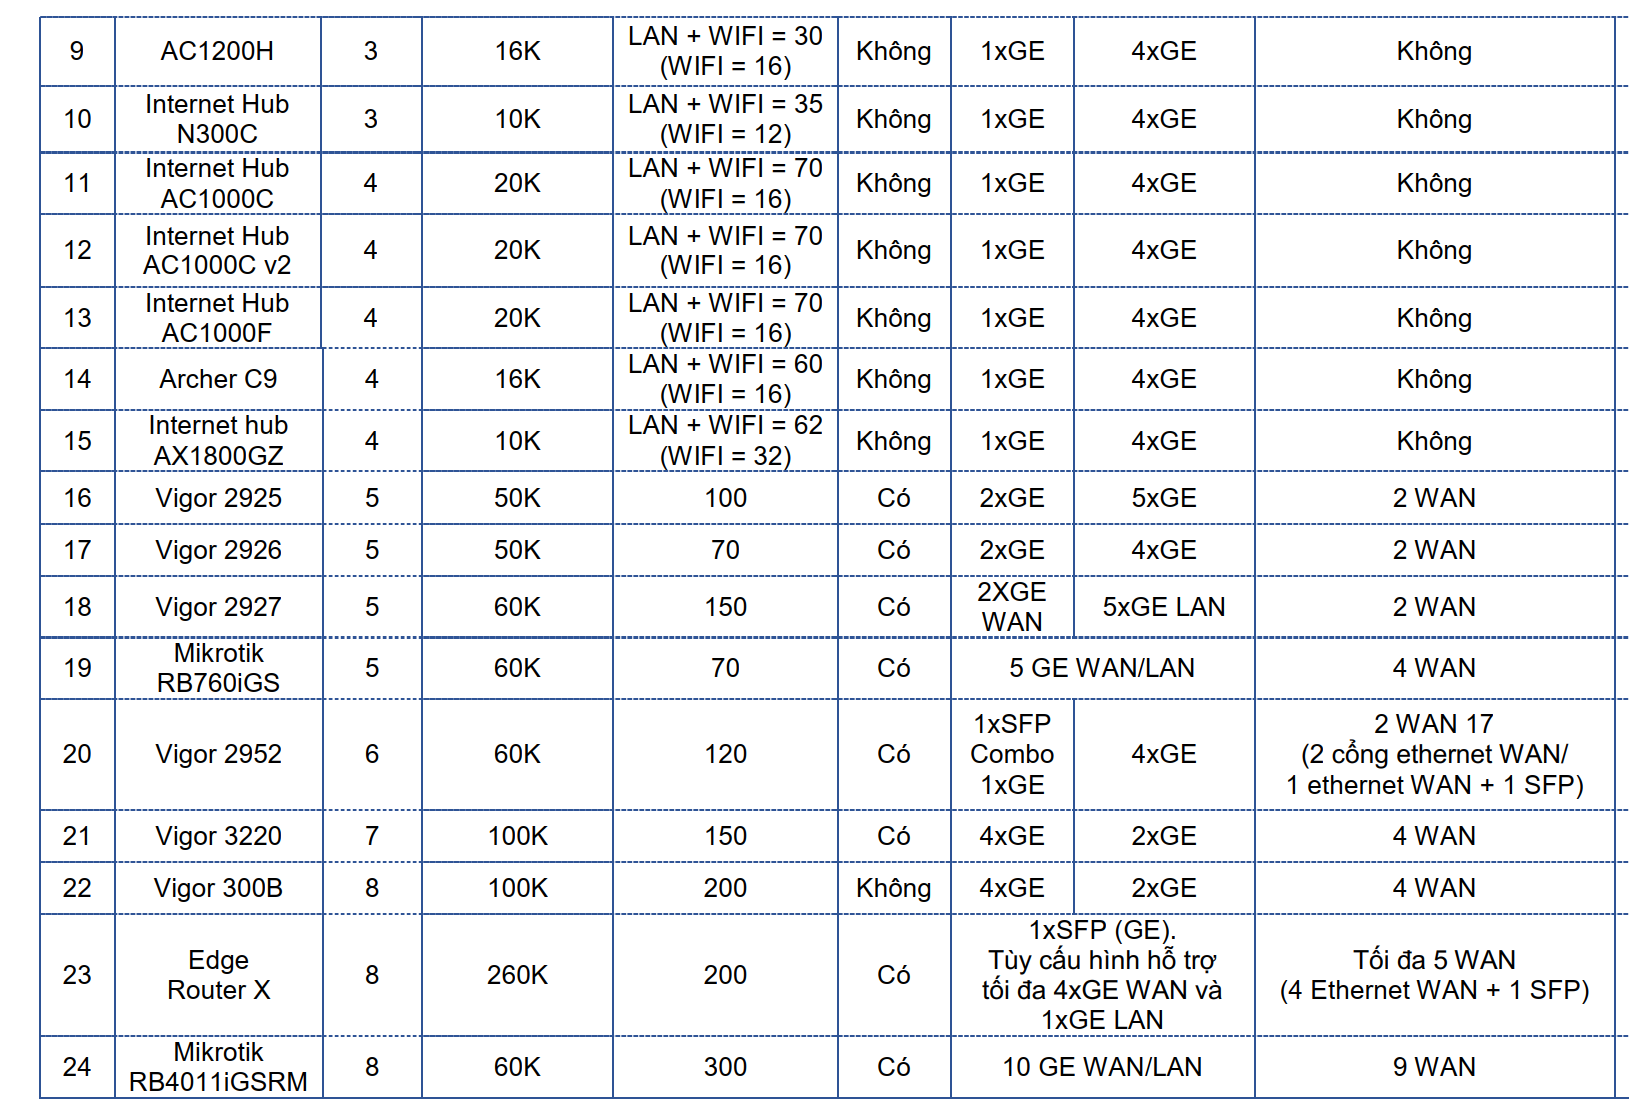 9 AC1200H 3 16K LAN + WIFI = 30 Không 1xGE 4xGE Không
(WIFI = 16)
10 Internet Hub 3 10K LAN + WIFI = 35 Không 1xGE 4xGE Không
N300C (WIFI = 12)
11 Internet Hub 4 20K LAN + WIFI = 70 Không 1xGE 4xGE Không
AC1000C (WIFI = 16)
12 Internet Hub 4 20K LAN + WIFI = 70 Không 1xGE 4xGE Không
AC1000C v2 (WIFI = 16)
13 Internet Hub 4 20K LAN + WIFI = 70 Không 1xGE 4xGE Không
AC1000F (WIFI = 16)
14 Archer C9 4 16K LAN + WIFI = 60 Không 1xGE 4xGE Không
(WIFI = 16)
15 Internet hub 4 10K LAN + WIFI = 62 Không 1xGE 4xGE Không
AX1800GZ (WIFI = 32)
16 Vigor 2925 5 50K 100 Có 2xGE 5xGE 2 WAN
17 Vigor 2926 5 50K 70 Có 2xGE 4xGE 2 WAN
18 Vigor 2927 5 60K 150 Có 2XGE 5xGE LAN 2 WAN
WAN
19 Mikrotik 5 60K 70 Có 5 GE WAN/LAN 4 WAN
RB760iGS
20 Vigor 2952 6 60K 120 Có 1xSFP 4xGE 2 WAN 17
Combo (2 cổng ethernet WAN/
1xGE 1 ethernet WAN + 1 SFP)
21 Vigor 3220 7 100K 150 Có 4xGE 2xGE 4 WAN
22 Vigor 300B 8 100K 200 Không 4xGE 2xGE 4 WAN
23 Edge 8 260K 200 Có 1xSFP (GE). Tối đa 5 WAN
Router X Tùy cấu hình hỗ trợ (4 Ethernet WAN + 1 SFP)
tối đa 4xGE WAN và
1xGE LAN
24 Mikrotik 8 60K 300 Có 10 GE WAN/LAN 9 WAN
RB4011iGSRM